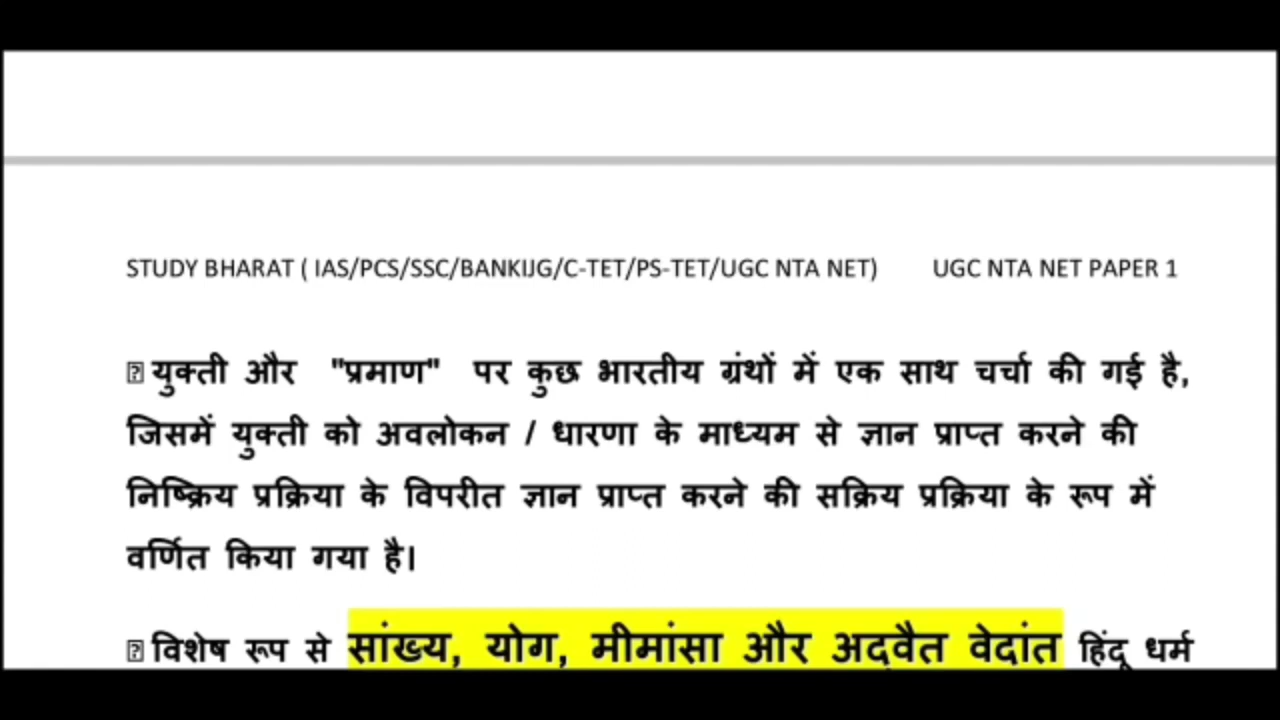 STUDY BHARAT ( IAS/PCS/SSC/BANKIJG/C-TET/PS-TET/UGC NTA NET) UGC NTA NET PAPER 1
युक्ती और "प्रमाण" पर कुछ भारतीय ग्रंथों में एक साथ चर्चा की गई है,
जिसमें युक्ती को अवलोकन / धारणा के माध्यम से ज्ञान प्राप्त करने की
निष्क्रिय प्रक्रिया के विपरीत ज्ञान प्राप्त करने की सक्रिय प्रक्रिया के रूप में
वर्णित किया गया है।
विशेष रूप से सांख्य, योग, मीमांसा और अद्वैत वेदांत हिंदू धर्म